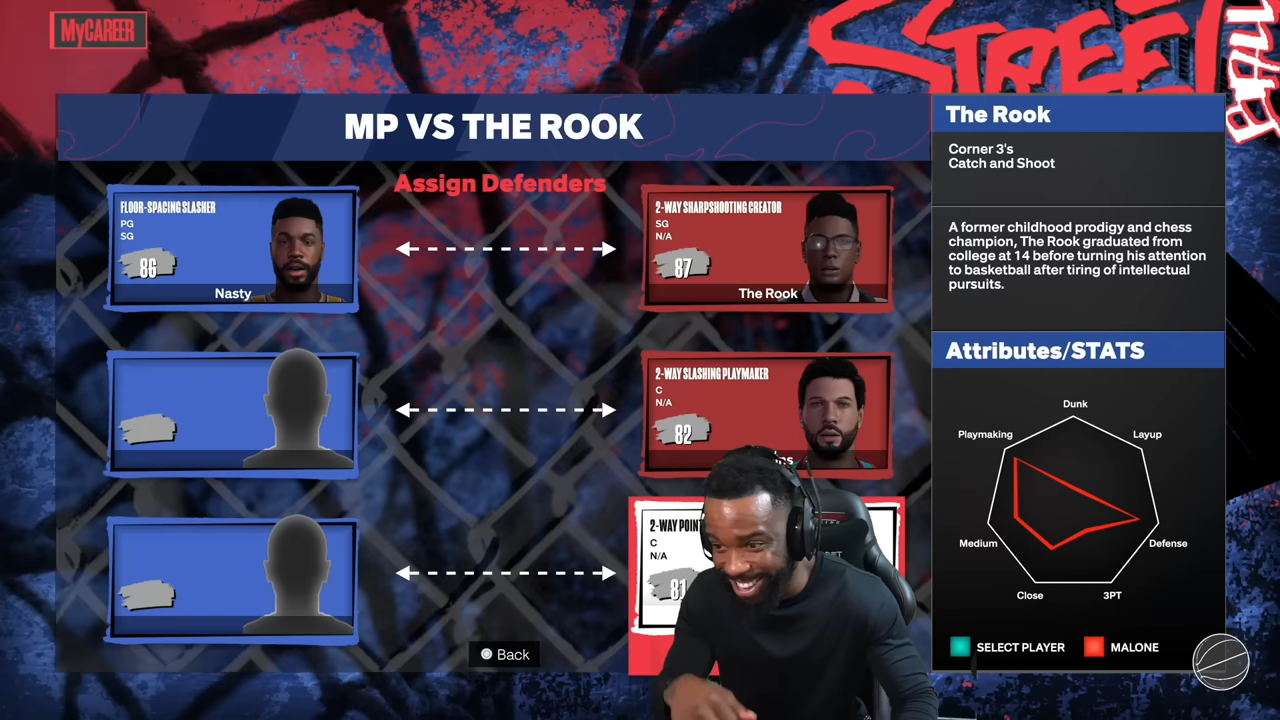 MyCAREER
STREET
MP VS THE ROOK
Assign Defenders
FLOOR-SPACING SLASHER
PG
SG
86
Nasty
2-WAY SHARPSHOOTING CREATOR
SG
N/A
87
The Rook
2-WAY SLASHING PLAYMAKER
C
N/A
82
2-WAY
C
N/A
81
Back
The Rook
Corner 3's
Catch and Shoot
A former childhood prodigy and chess
champion, The Rook graduated from
college at 14 before turning his attention
to basketball after tiring of intellectual
pursuits.
Attributes/STATS
Dunk
Playmaking
Layup
Medium
Defense
Close
3PT
SELECT PLAYER
MALONE